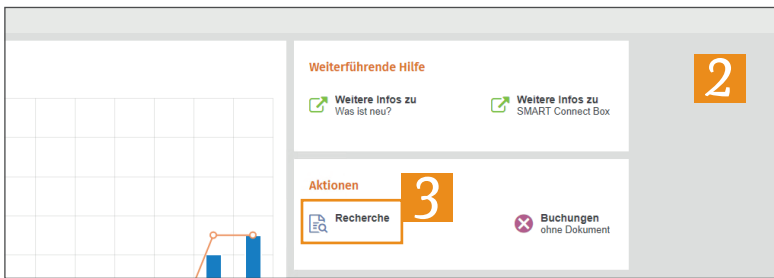 Weiterführende Hilfe
Weitere Infos zu
Was ist neu?
Weitere Infos zu
SMART Connect Box
2
Aktionen
3
Recherche
Buchungen
ohne Dokument